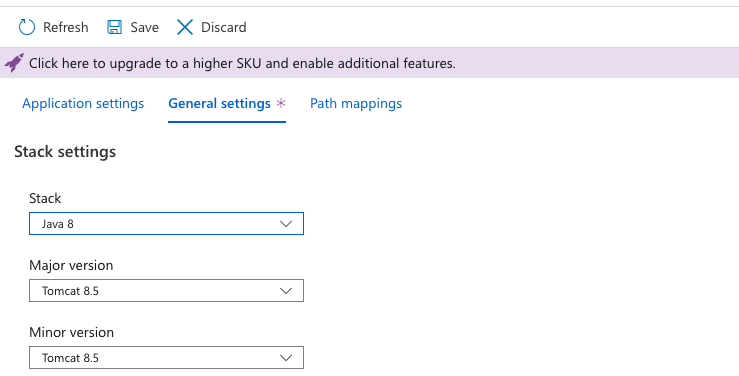 Refresh Save Discard
Click here to upgrade to a higher SKU and enable additional features.
Application settings General settings * Path mappings
Stack settings
Stack
Java 8
Major version
Tomcat 8.5
Minor version
Tomcat 8.5